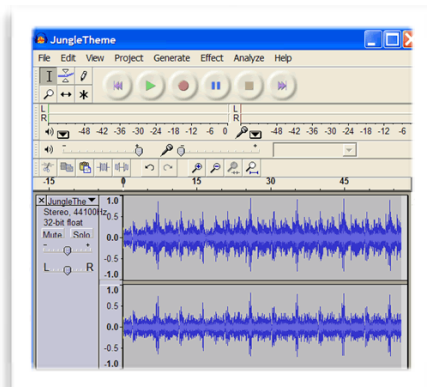 JungleTheme
File Edit View Project Generate Effect Analyze Help
L
R
-48 -42 -36 -30 -24 -18 -12 -6 0
L
R
-48 -42 -36 -30 -24 -18 -12 -6
- +
- +
-15 0 15 30 45
JungleThe
Stereo, 44100Hz
32-bit float
Mute Solo
- +
L R
1.0
0.5
0.0
-0.5
-1.0
1.0
0.5
0.0
-0.5
-1.0